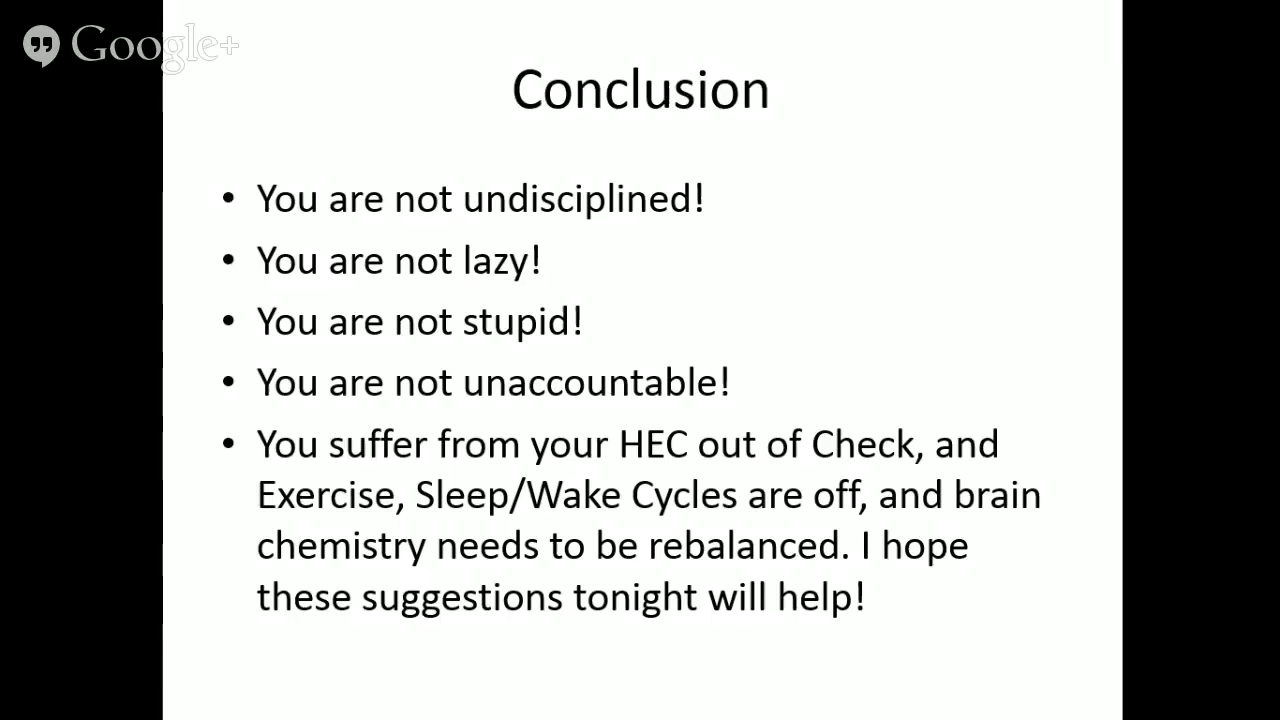 Google+
Conclusion
• You are not undisciplined!
• You are not lazy!
• You are not stupid!
• You are not unaccountable!
• You suffer from your HEC out of Check, and
Exercise, Sleep/Wake Cycles are off, and brain
chemistry needs to be rebalanced. I hope
these suggestions tonight will help!